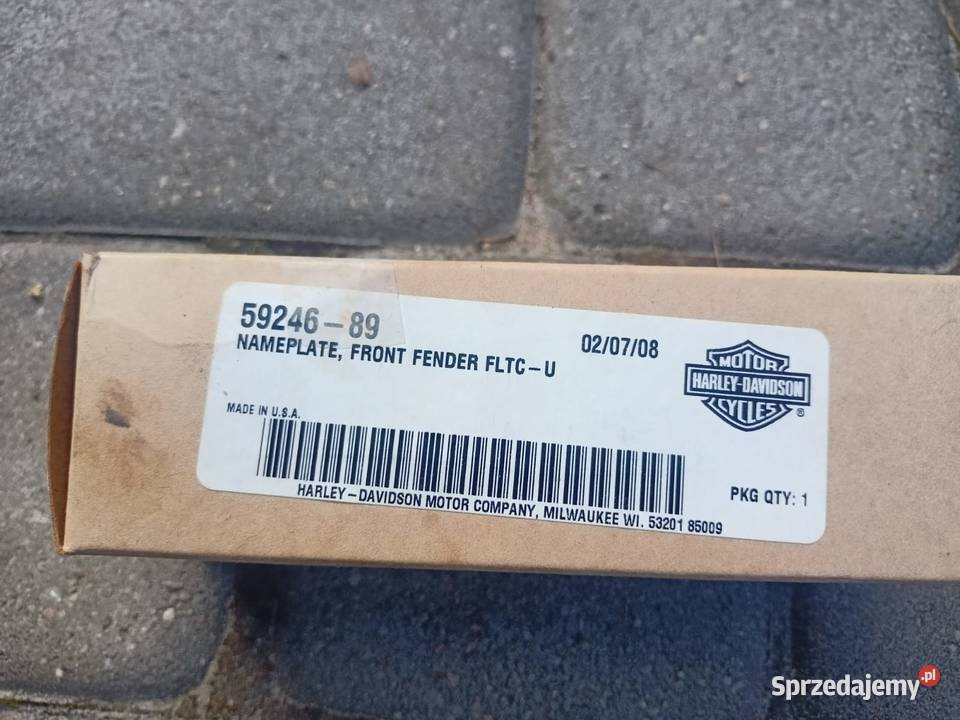 59246-89
02/07/08
NAMEPLATE, FRONT FENDER FLTC-U
MOTOR
HARLEY-DAVIDSON
CYCLES
®
MADE IN U.S.A.
PKG QTY: 1
HARLEY-DAVIDSON MOTOR COMPANY, MILWAUKEE WI. 53201 85009
Sprzedajemy.pl